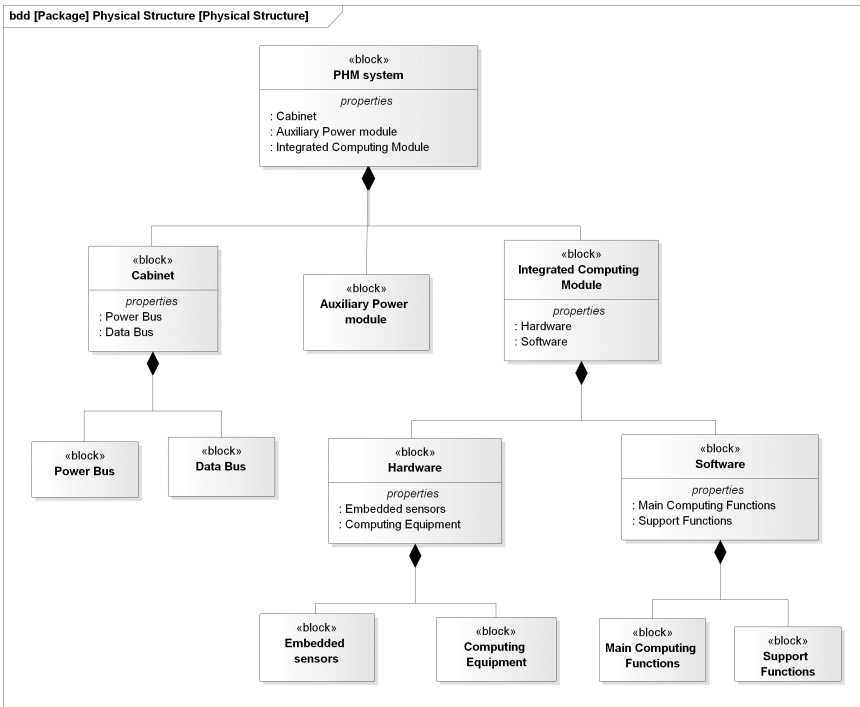 bdd [Package] Physical Structure [Physical Structure]
«block»
PHM system
properties
: Cabinet
: Auxiliary Power module
: Integrated Computing Module
«block»
Cabinet
properties
: Power Bus
: Data Bus
«block»
Auxiliary Power
module
«block»
Integrated Computing
Module
properties
: Hardware
: Software
«block»
Power Bus
«block»
Data Bus
«block»
Hardware
properties
: Embedded sensors
: Computing Equipment
«block»
Software
properties
: Main Computing Functions
: Support Functions
«block»
Embedded
sensors
«block»
Computing
Equipment
«block»
Main Computing
Functions
«block»
Support
Functions